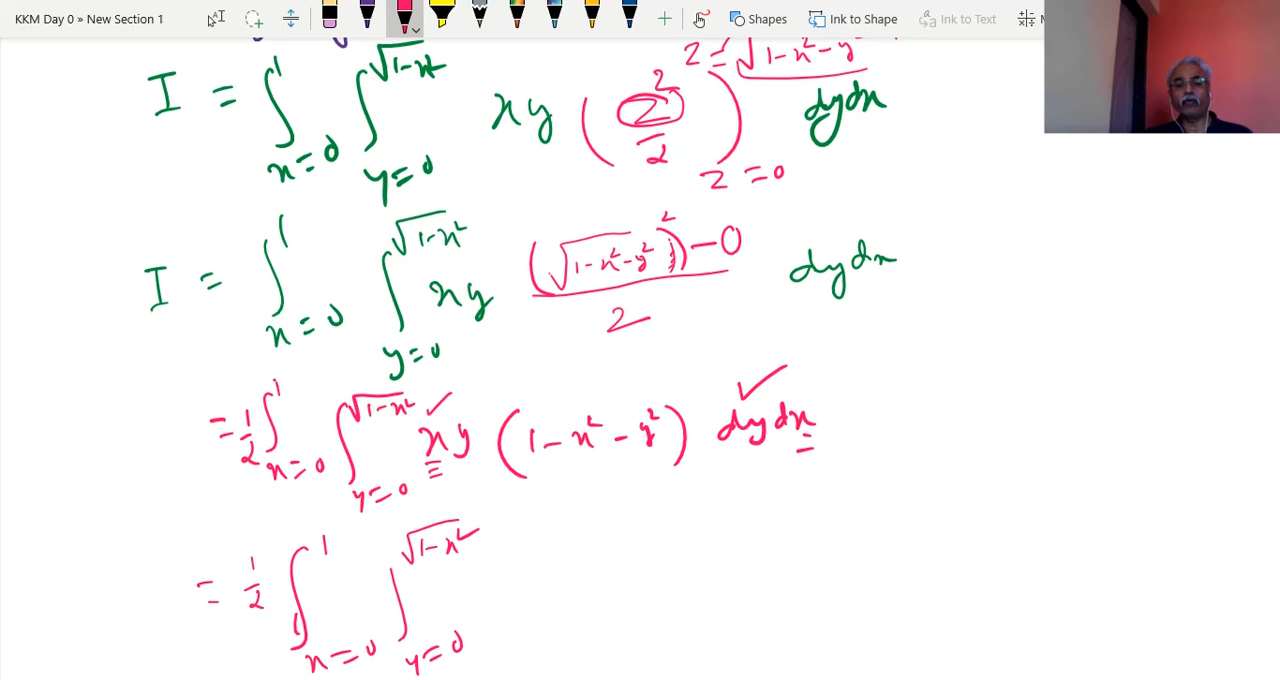 KKM Day 0 » New Section 1
Shapes Ink to Shape Ink to Text
z = √(1-x²-y²)
I = ∫_{x=0}^{1} ∫_{y=0}^{√(1-x²)} xy (z²/2)_{z=0} dy dx
I = ∫_{x=0}^{1} ∫_{y=0}^{√(1-x²)} xy ((√(1-x²-y²))² - 0)/2 dy dx
= 1/2 ∫_{x=0}^{1} ∫_{y=0}^{√(1-x²)} xy (1-x²-y²) dy dx
= 1/2 ∫_{x=0}^{1} ∫_{y=0}^{√(1-x²)}